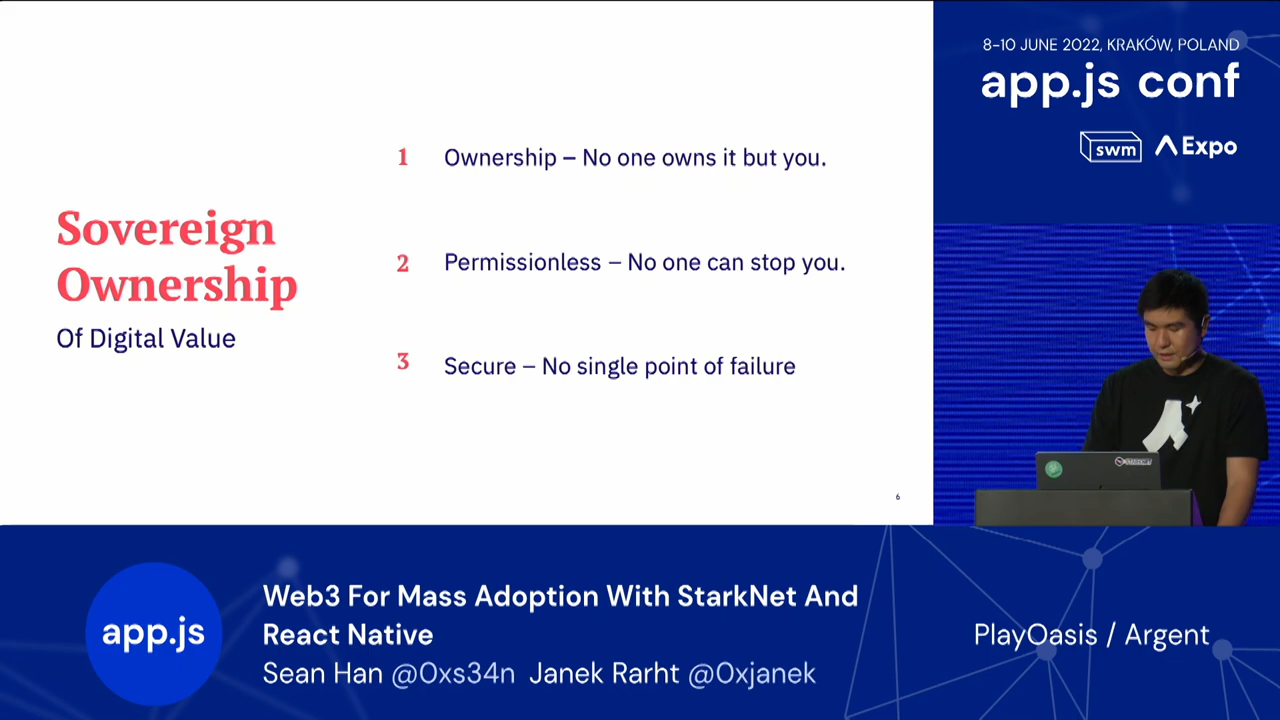 Sovereign
Ownership
Of Digital Value
1 Ownership – No one owns it but you.
2 Permissionless – No one can stop you.
3 Secure – No single point of failure
6
8-10 JUNE 2022, KRAKÓW, POLAND
app.js conf
swm Expo
app.js
Web3 For Mass Adoption With StarkNet And
React Native
Sean Han @0xs34n Janek Rarht @0xjanek
PlayOasis / Argent